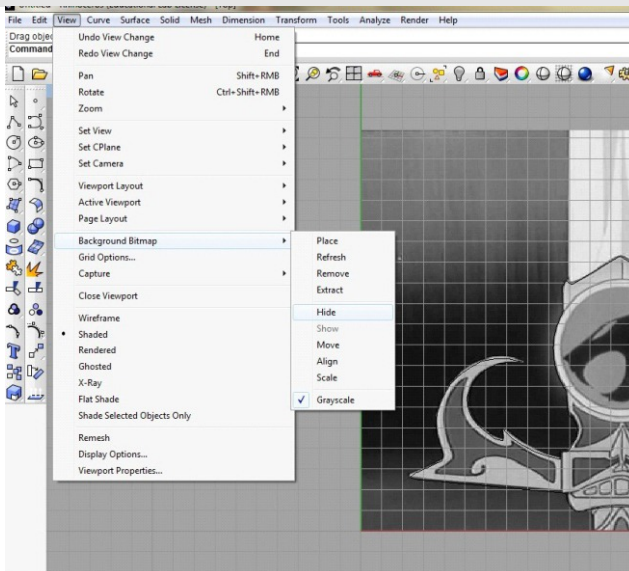 File Edit View Curve Surface Solid Mesh Dimension Transform Tools Analyze Render Help
Command
Undo View Change Home
Redo View Change End
Pan Shift+RMB
Rotate Ctrl+Shift+RMB
Zoom
Set View
Set CPlane
Set Camera
Viewport Layout
Active Viewport
Page Layout
Background Bitmap
Grid Options...
Capture
Close Viewport
Wireframe
Shaded
Rendered
Ghosted
X-Ray
Flat Shade
Shade Selected Objects Only
Remesh
Display Options...
Viewport Properties...
Place
Refresh
Remove
Extract
Hide
Show
Move
Align
Scale
Grayscale